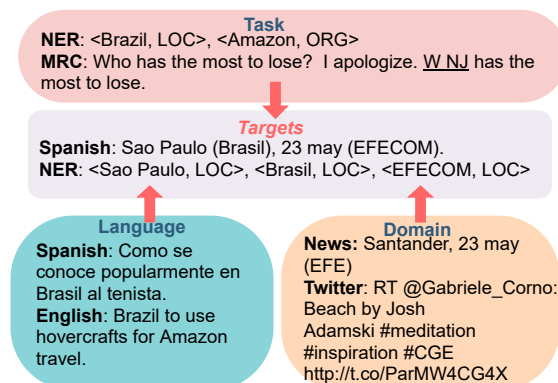 Task
NER: <Brazil, LOC>, <Amazon, ORG>
MRC: Who has the most to lose?  I apologize. W NJ has the
most to lose.
Targets
Spanish: Sao Paulo (Brasil), 23 may (EFECOM).
NER: <Sao Paulo, LOC>, <Brasil, LOC>, <EFECOM, LOC>
Language
Spanish: Como se
conoce popularmente en
Brasil al tenista.
English: Brazil to use
hovercrafts for Amazon
travel.
Domain
News: Santander, 23 may
(EFE)
Twitter: RT @Gabriele_Corno:
Beach by Josh
Adamski #meditation
#inspiration #CGE
http://t.co/ParMW4CG4X